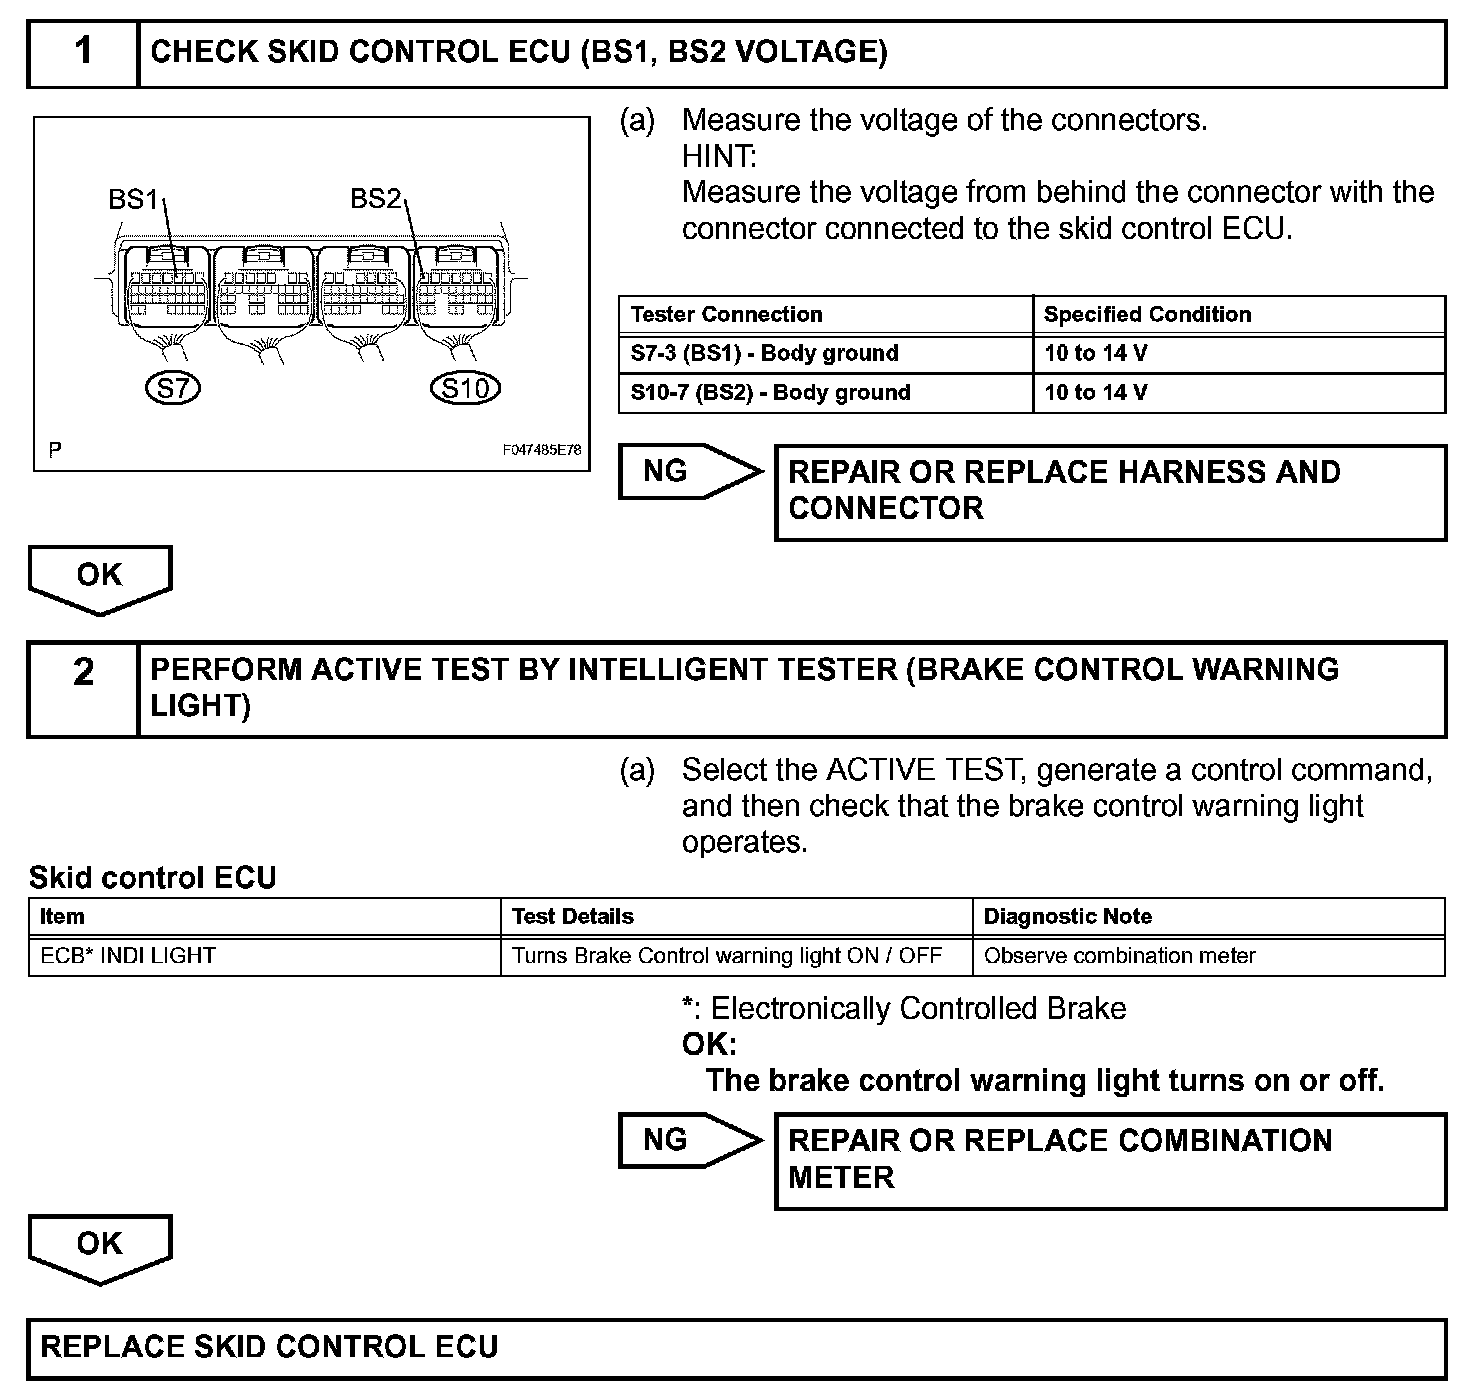 1
CHECK SKID CONTROL ECU (BS1, BS2 VOLTAGE)
BS1
BS2
S7
S10
P
F047485E78
(a) Measure the voltage of the connectors.
HINT:
Measure the voltage from behind the connector with the
connector connected to the skid control ECU.
Tester Connection Specified Condition
S7-3 (BS1) - Body ground 10 to 14 V
S10-7 (BS2) - Body ground 10 to 14 V
NG
REPAIR OR REPLACE HARNESS AND
CONNECTOR
OK
2
PERFORM ACTIVE TEST BY INTELLIGENT TESTER (BRAKE CONTROL WARNING
LIGHT)
(a) Select the ACTIVE TEST, generate a control command,
and then check that the brake control warning light
operates.
Skid control ECU
Item Test Details Diagnostic Note
ECB* INDI LIGHT Turns Brake Control warning light ON / OFF Observe combination meter
*: Electronically Controlled Brake
OK:
The brake control warning light turns on or off.
NG
REPAIR OR REPLACE COMBINATION
METER
OK
REPLACE SKID CONTROL ECU